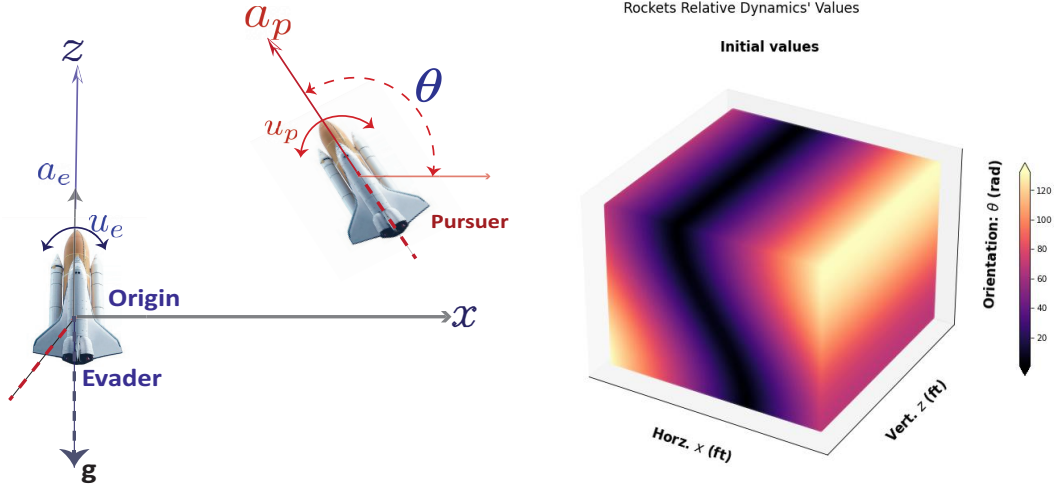 z
a_e
u_e
Origin
x
Evader
g
a_p
θ
u_p
Pursuer
Rockets Relative Dynamics' Values
Initial values
Horz. x (ft)
Vert. z (ft)
Orientation: θ (rad)
120
100
80
60
40
20